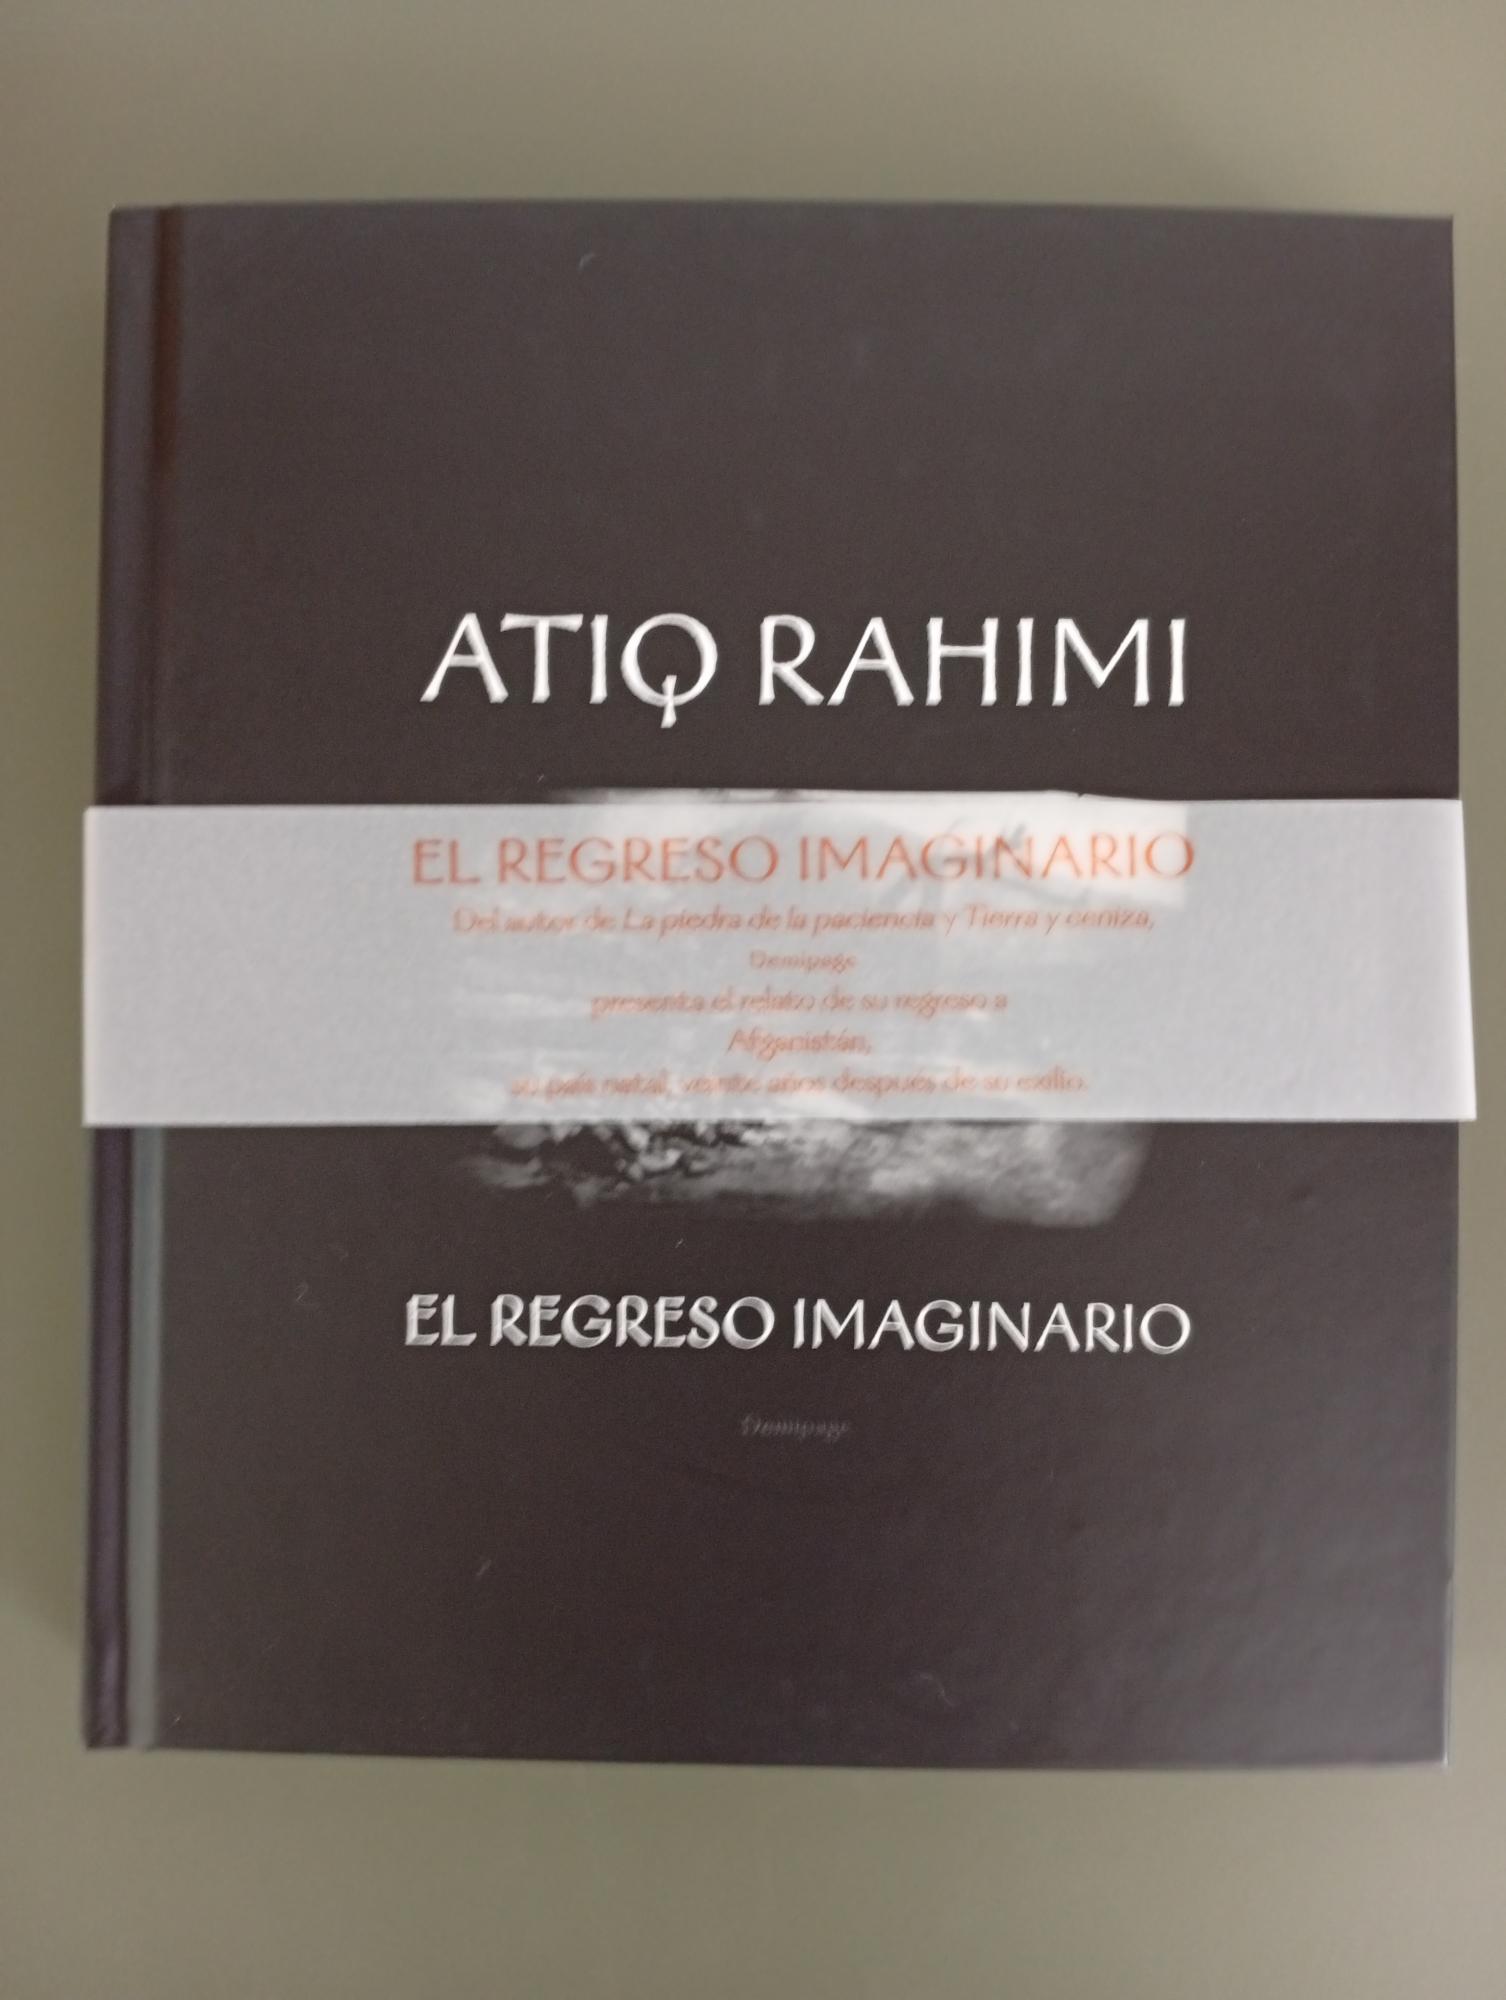 ATIQ RAHIMI
EL REGRESO IMAGINARIO
Del autor de La piedra de la paciencia y Tierra y ceniza,
Demipage
presenta el relato de su regreso a
Afganistán,
su país natal, veinte años después de su exilio.
EL REGRESO IMAGINARIO
Demipage